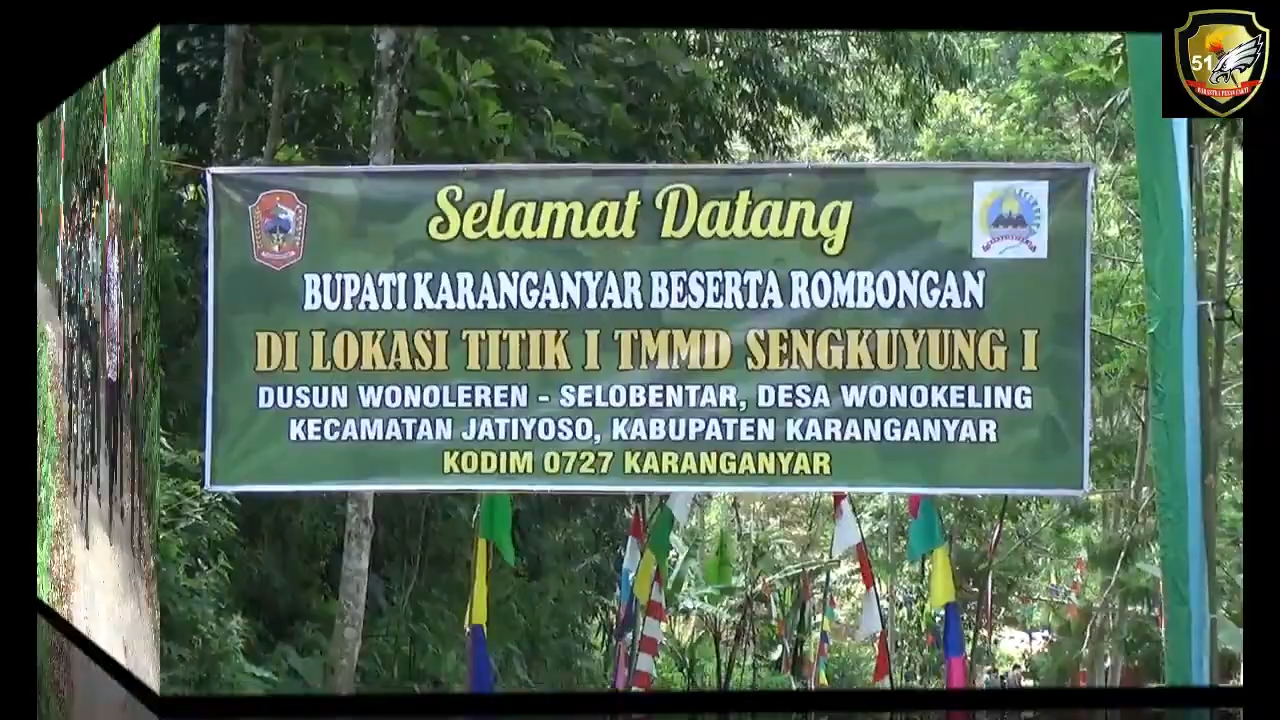 Selamat Datang
BUPATI KARANGANYAR BESERTA ROMBONGAN
DI LOKASI TITIK I TMMD SENGKUYUNG I
DUSUN WONOLEREN - SELOBENTAR, DESA WONOKELING
KECAMATAN JATIYOSO, KABUPATEN KARANGANYAR
KODIM 0727 KARANGANYAR
51